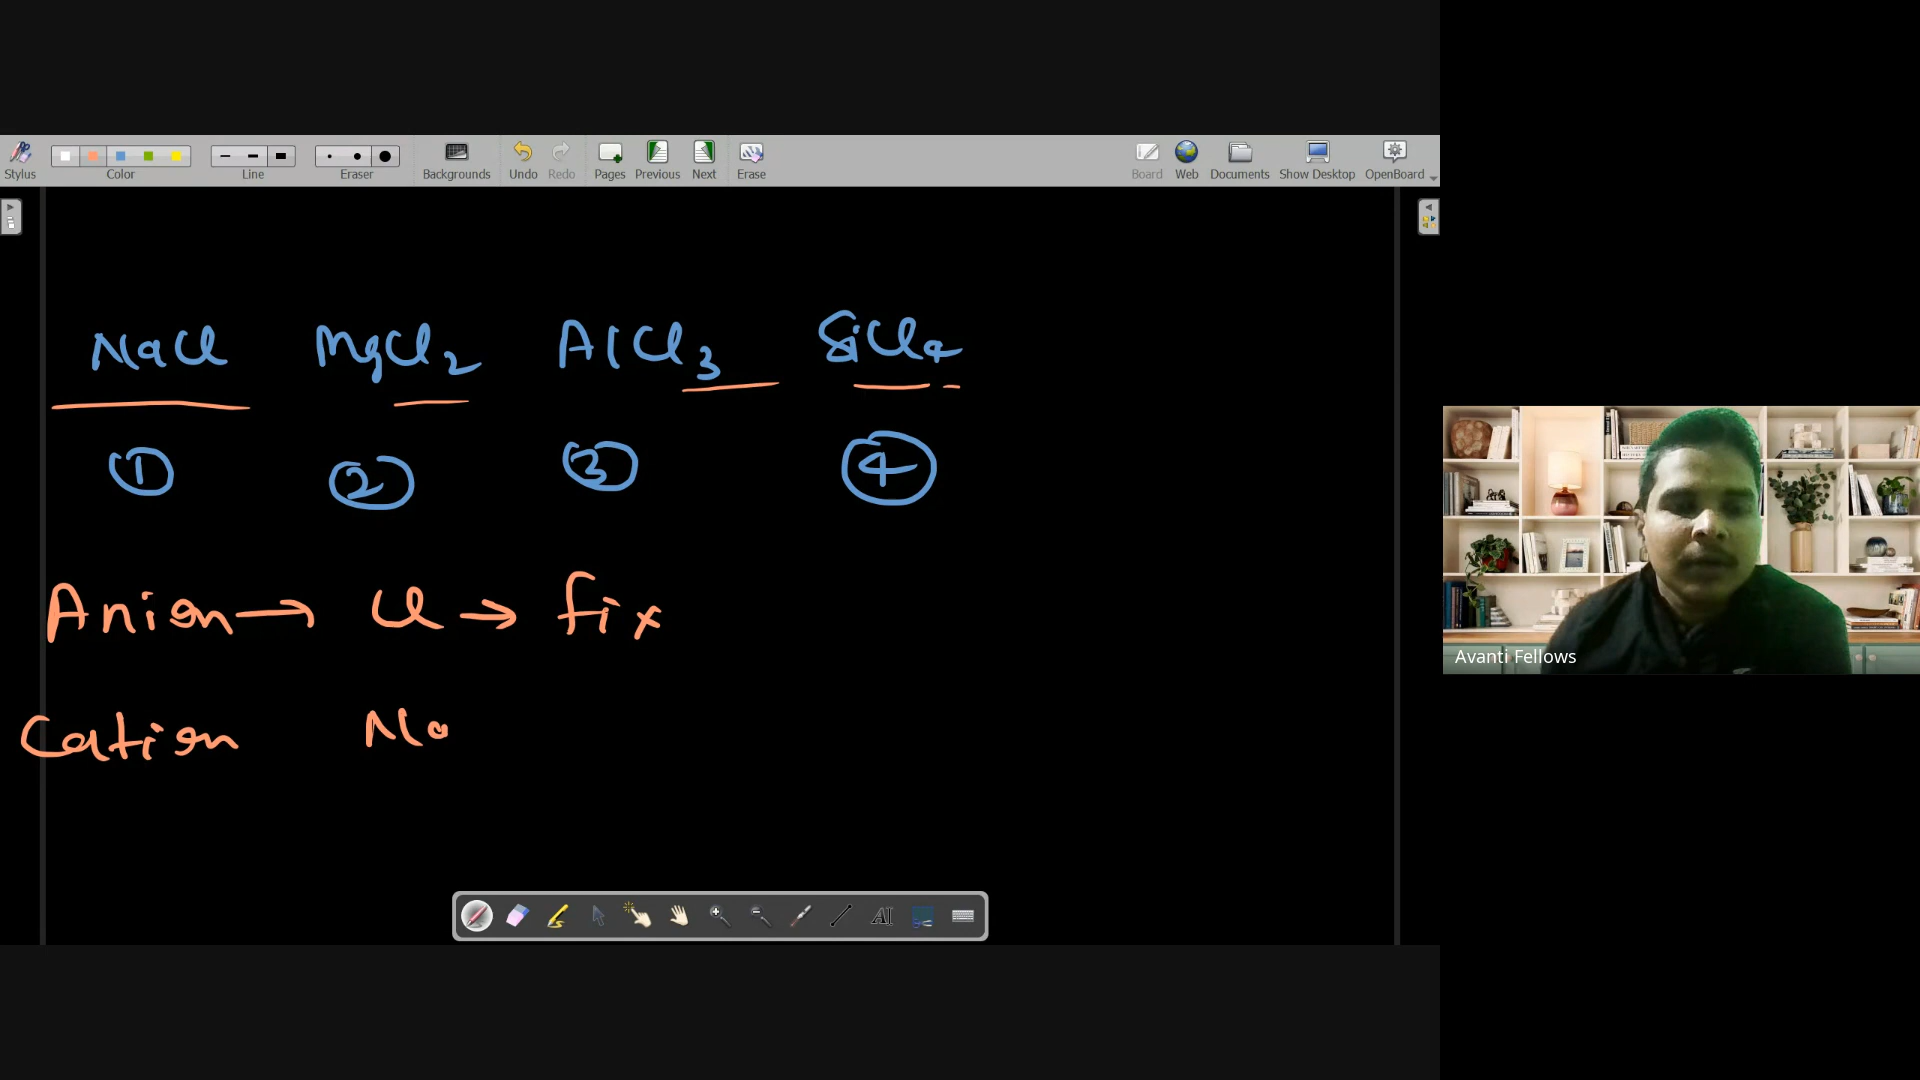 Stylus Color Line Eraser Backgrounds Undo Redo Pages Previous Next Erase Board Web Documents Show Desktop OpenBoard
NaCl MgCl2 AlCl3 SiCl4
1 2 3 4
Anion → Cl → fix
Cation Na
Avanti Fellows